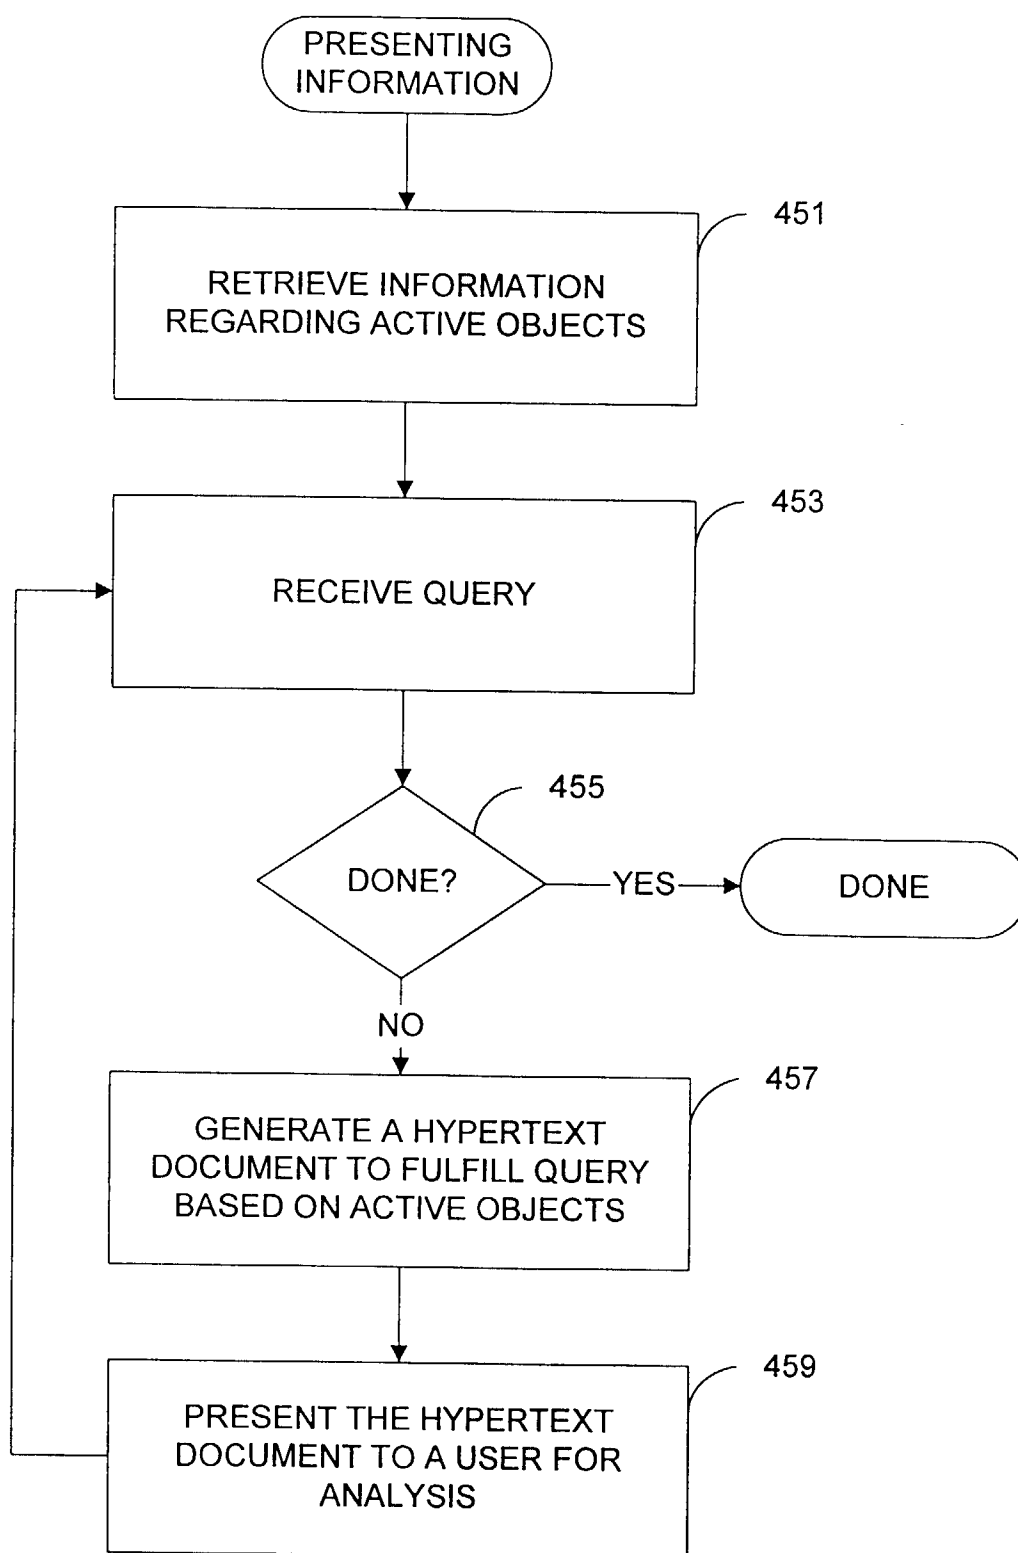 PRESENTING
INFORMATION
451
RETRIEVE INFORMATION
REGARDING ACTIVE OBJECTS
453
RECEIVE QUERY
455
DONE?
YES
DONE
NO
457
GENERATE A HYPERTEXT
DOCUMENT TO FULFILL QUERY
BASED ON ACTIVE OBJECTS
459
PRESENT THE HYPERTEXT
DOCUMENT TO A USER FOR
ANALYSIS